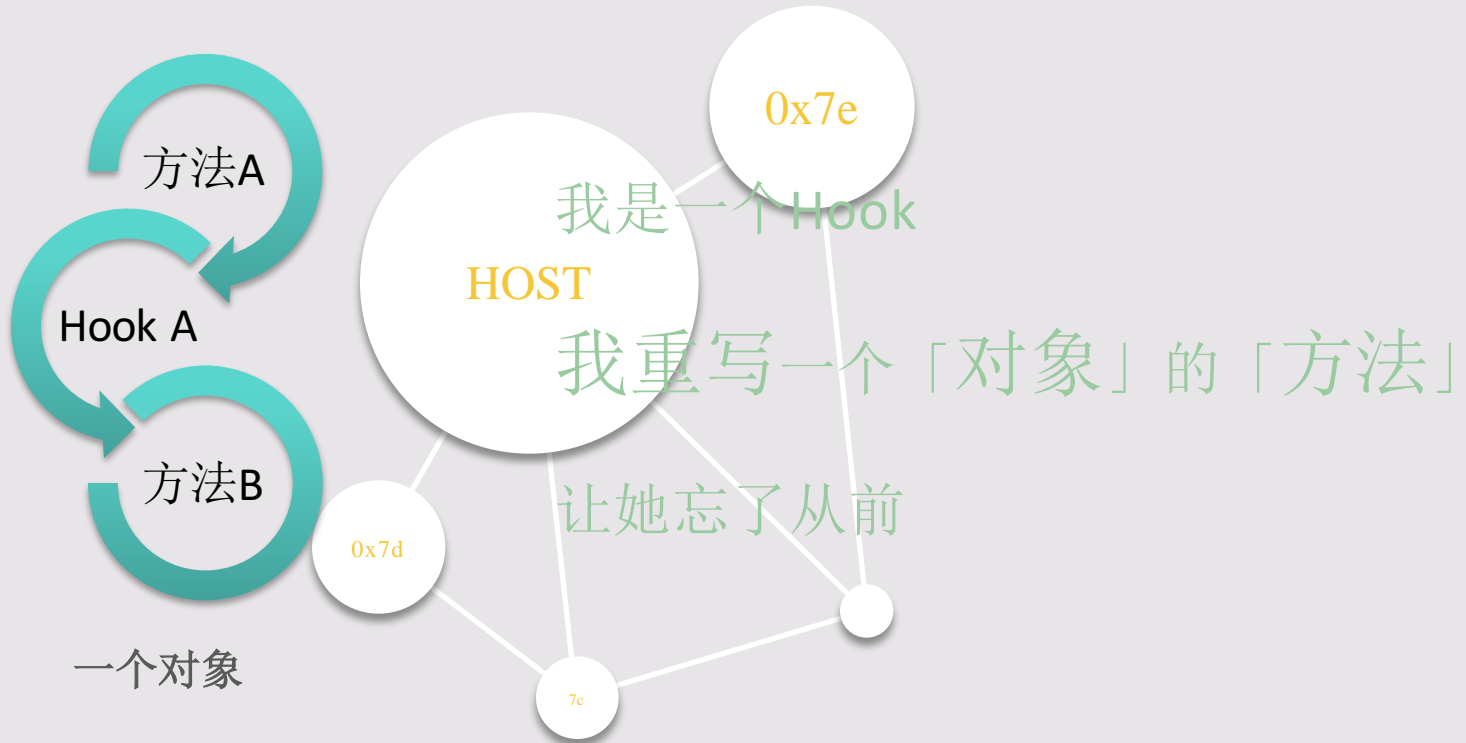 方法A
Hook A
方法B
一个对象
0x7e
HOST
0x7d
7c
我是一个Hook
我重写一个「对象」的「方法」
让她忘了从前